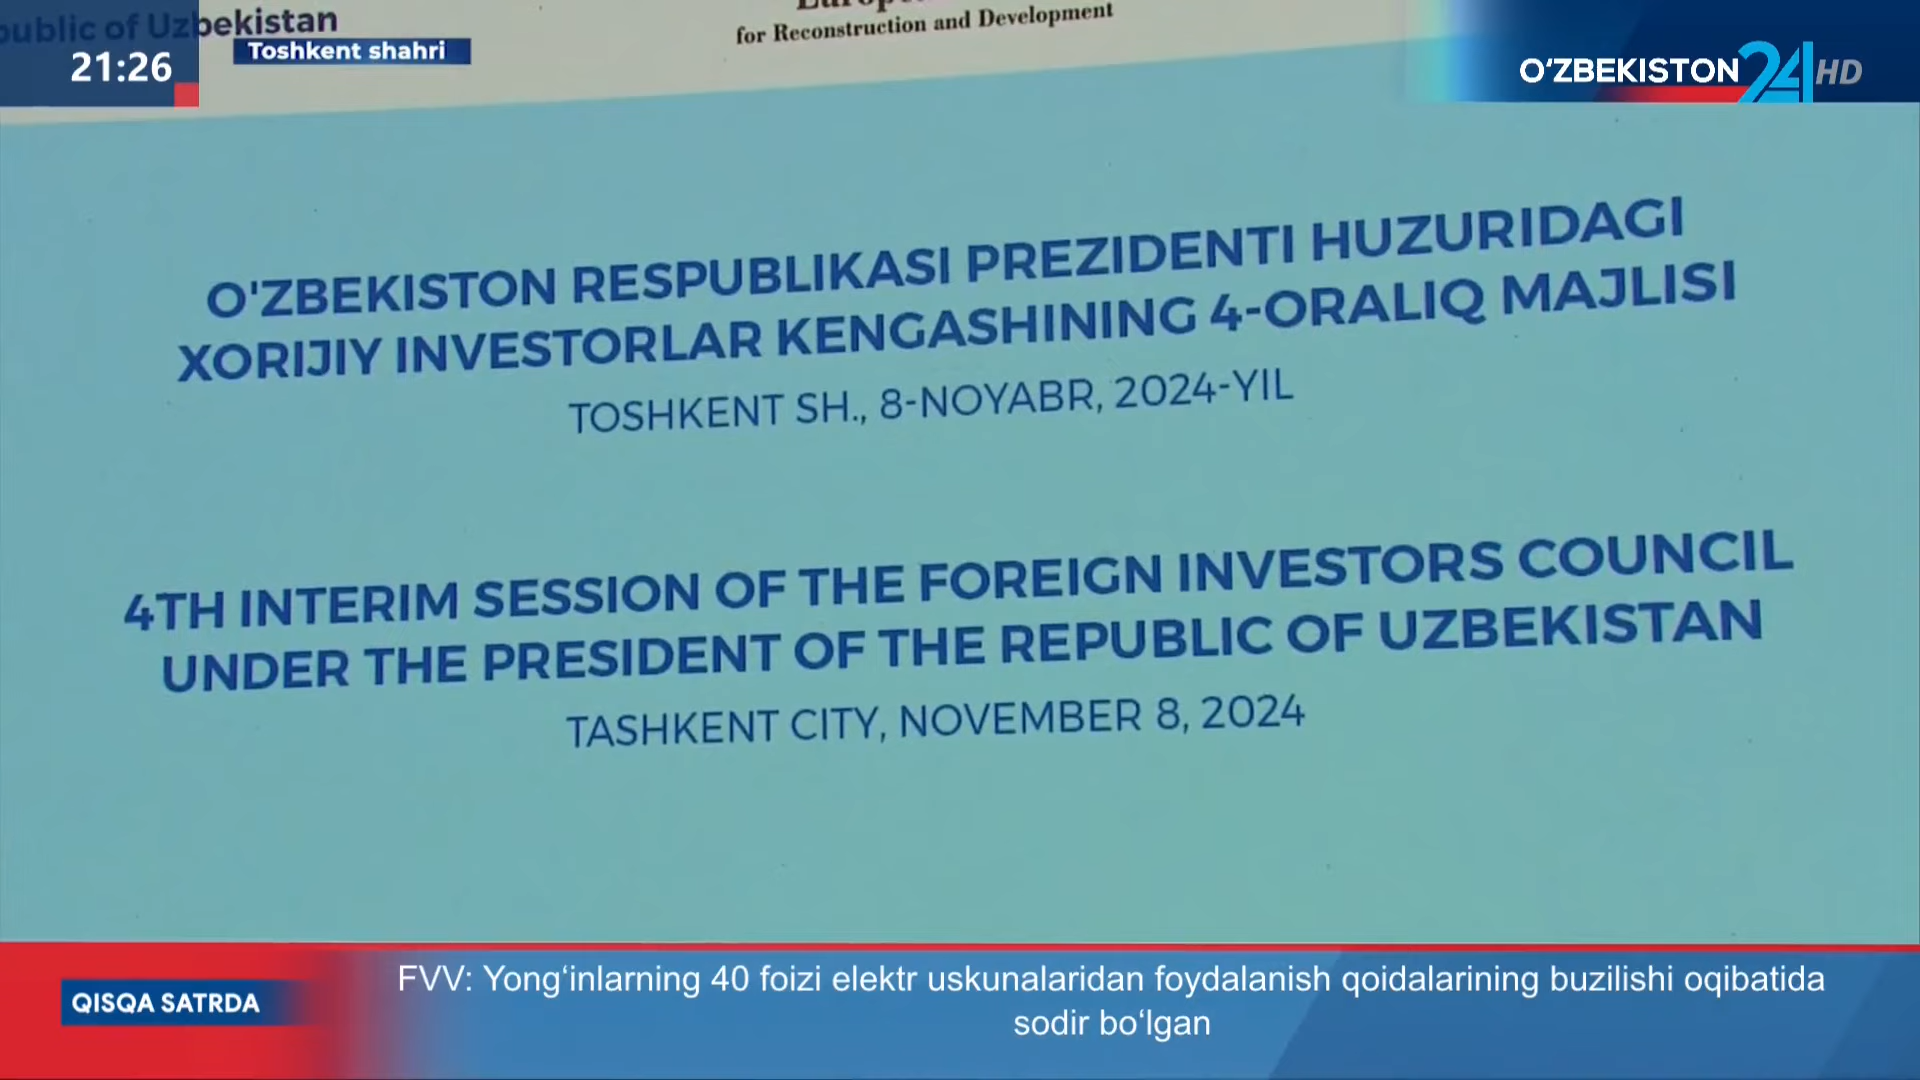 of Uzbekistan
for Reconstruction and Development
21:26
Toshkent shahri
O‘ZBEKISTON 24 HD
O'ZBEKISTON RESPUBLIKASI PREZIDENTI HUZURIDAGI
XORIJIY INVESTORLAR KENGASHINING 4-ORALIQ MAJLISI
TOSHKENT SH., 8-NOYABR, 2024-YIL
4TH INTERIM SESSION OF THE FOREIGN INVESTORS COUNCIL
UNDER THE PRESIDENT OF THE REPUBLIC OF UZBEKISTAN
TASHKENT CITY, NOVEMBER 8, 2024
QISQA SATRDA
FVV: Yong‘inlarning 40 foizi elektr uskunalaridan foydalanish qoidalarining buzilishi oqibatida
sodir bo‘lgan